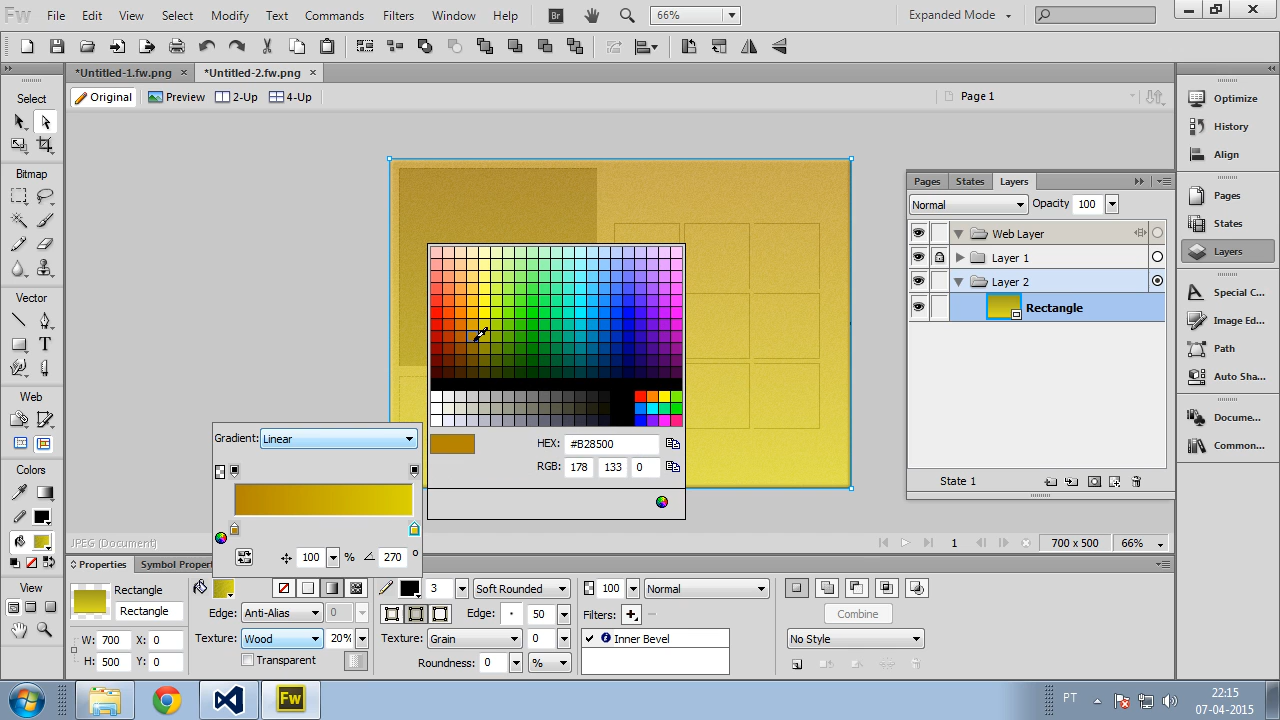 Fw File Edit View Select Modify Text Commands Filters Window Help Br 66% Expanded Mode
*Untitled-1.fw.png *Untitled-2.fw.png
Original Preview 2-Up 4-Up Page 1
Select
Bitmap
Vector
T
Web
Colors
View
Optimize
History
Align
Pages
States
Layers
Special C...
Image Ed...
Path
Auto Sha...
Docume...
Common...
Pages States Layers
Normal Opacity 100
Web Layer
Layer 1
Layer 2
Rectangle
State 1
Gradient: Linear
100 % 270 °
HEX: #B28500
RGB: 178 133 0
JPEG (Document) 1 700 x 500 66%
Properties Symbol Prope
Rectangle
Rectangle
W: 700 X: 0
H: 500 Y: 0
Edge: Anti-Alias 0
Texture: Wood 20%
Transparent
3 Soft Rounded
Edge: 50
Texture: Grain 0
Roundness: 0 %
100 Normal
Filters:
Inner Bevel
Combine
No Style
Fw
PT 22:15
07-04-2015